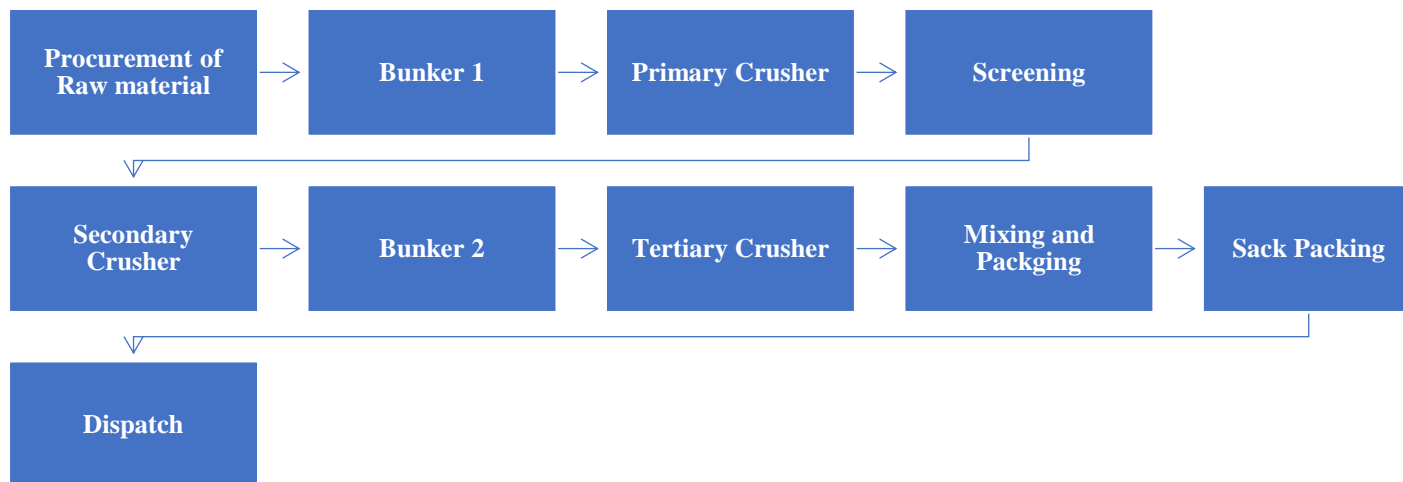 Procurement of
Raw material
Bunker 1
Primary Crusher
Screening
Secondary
Crusher
Bunker 2
Tertiary Crusher
Mixing and
Packging
Sack Packing
Dispatch